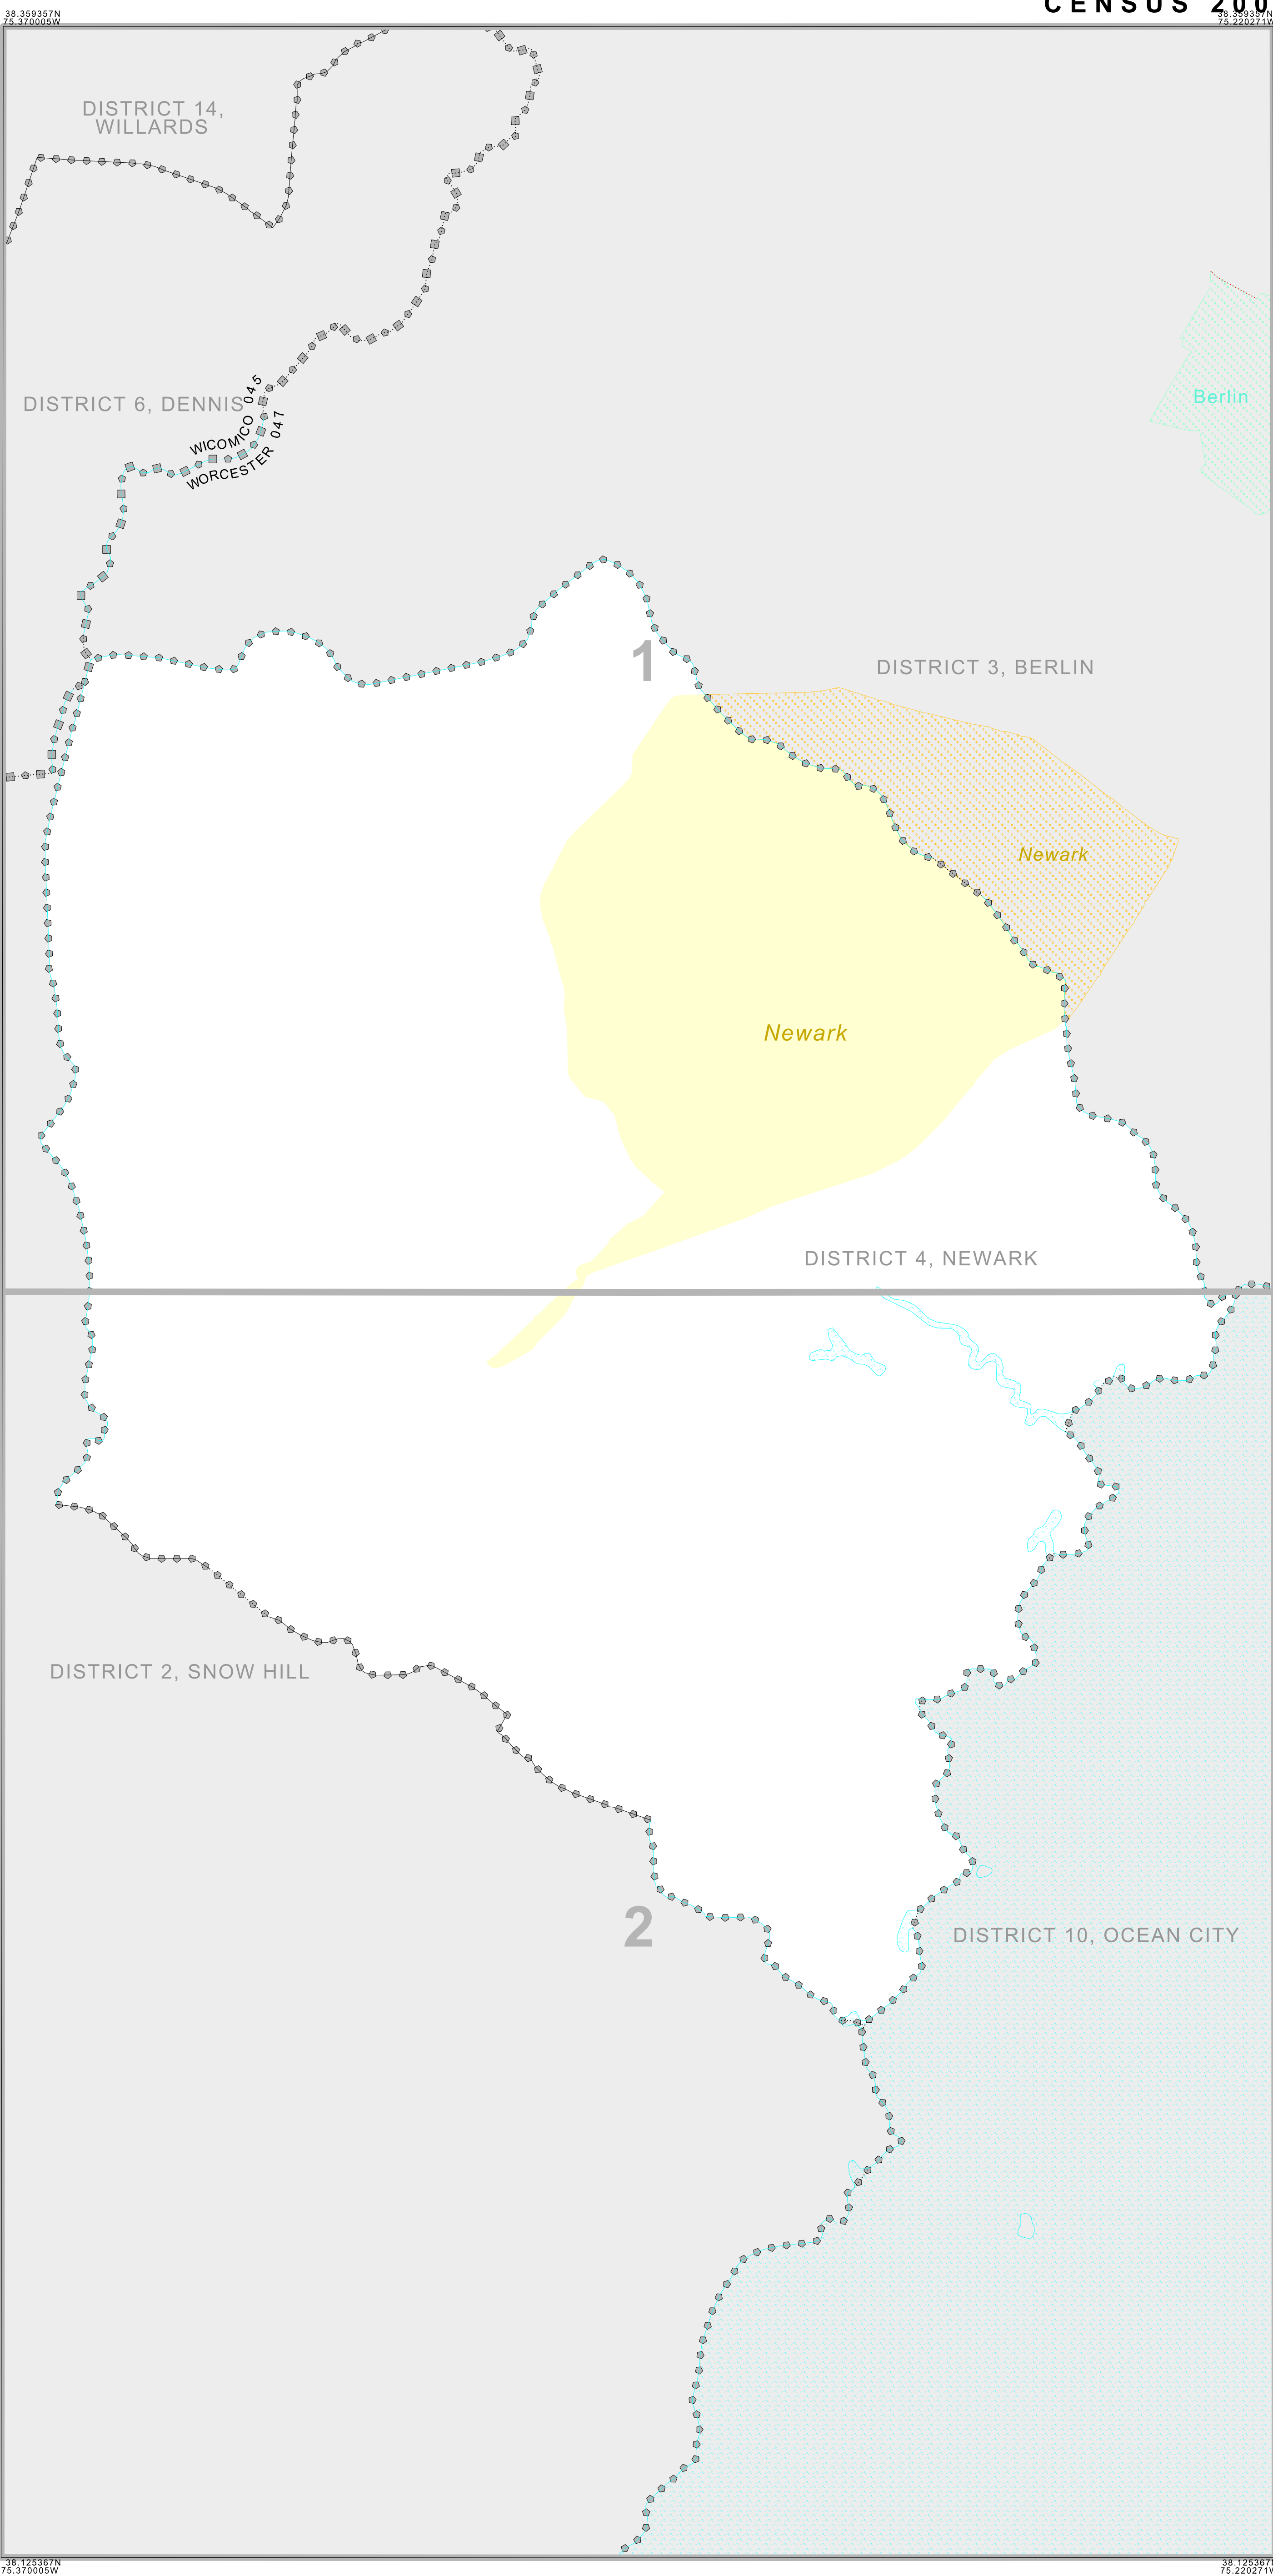 CENSUS 200
38.359357N
75.370005W
38.359357N
75.220271W
DISTRICT 14,
WILLARDS
DISTRICT 6, DENNIS
WICOMICO 045
WORCESTER 047
Berlin
1
DISTRICT 3, BERLIN
Newark
Newark
DISTRICT 4, NEWARK
DISTRICT 2, SNOW HILL
2
DISTRICT 10, OCEAN CITY
38.125367N
75.370005W
38.125367N
75.220271W